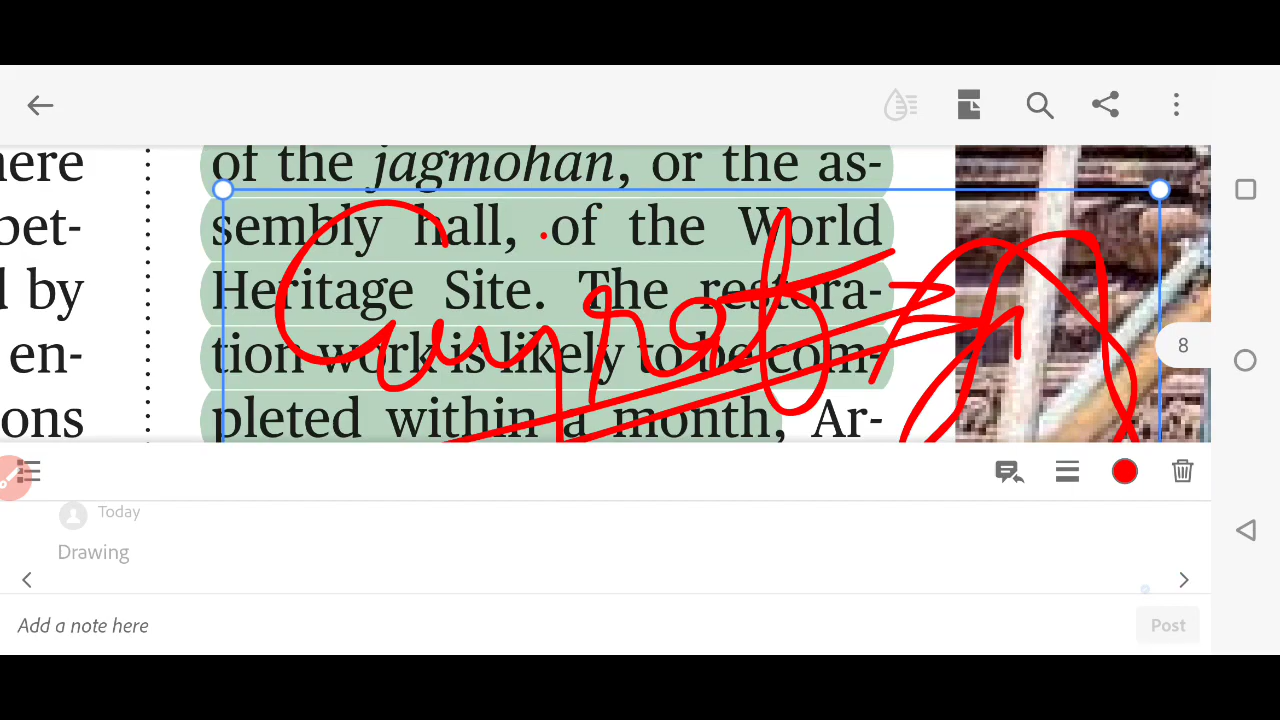 nere of the jagmohan, or the as-
bet- sembly hall, of the World
d by Heritage Site. The restora-
en- tion work is likely to be com-
ons pleted within a month, Ar-
8
Today
Drawing
Add a note here
Post